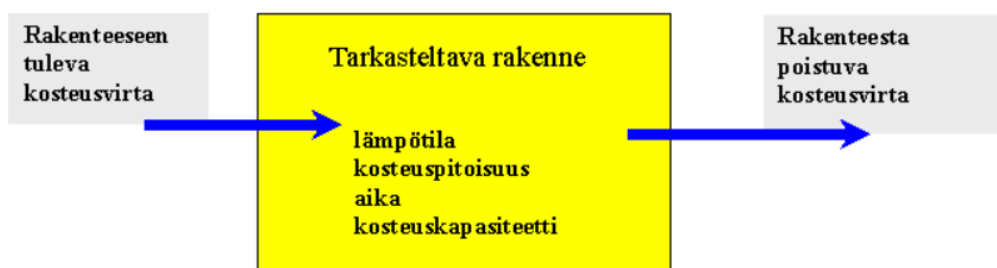 Rakenteeseen
tuleva
kosteusvirta
Tarkasteltava rakenne
lämpötila
kosteuspitoisuus
aika
kosteuskapasiteetti
Rakenteesta
poistuva
kosteusvirta